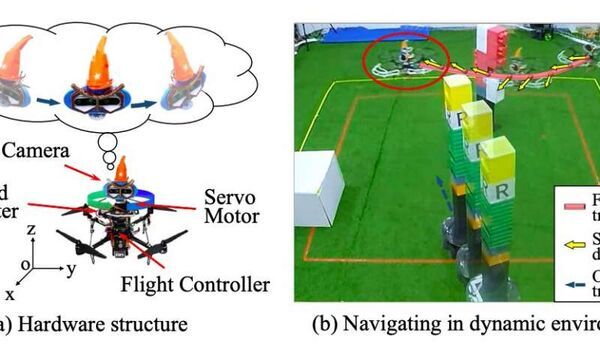 Camera
d
ter
Servo
Motor
z
o
y
x
Flight Controller
a) Hardware structure
R
R
F
tr
S
d
tr
(b) Navigating in dynamic enviro